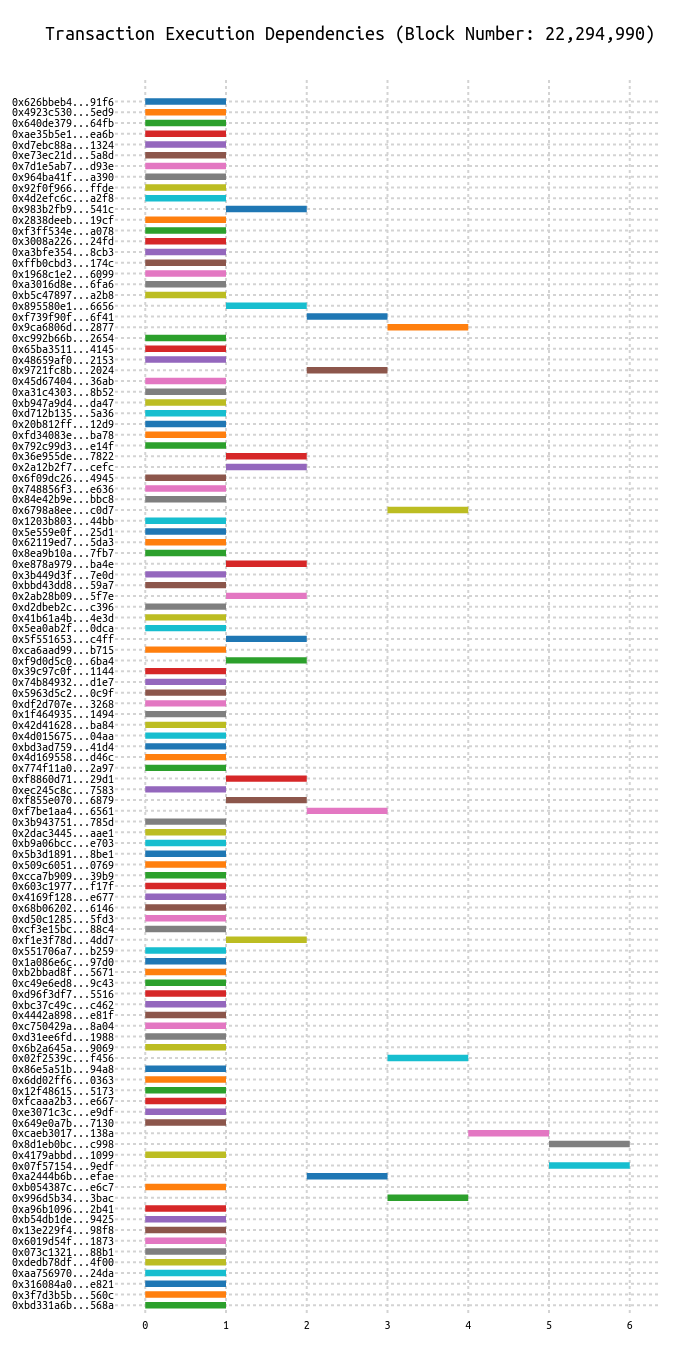 Transaction Execution Dependencies (Block Number: 22,294,990)
0x626bbeb4...91f6
0x4923c530...5ed9
0x640de379...64fb
0xae35b5e1...ea6b
0xd7ebc88a...1324
0xe73ec21d...5a8d
0x7d1e5ab7...d93e
0x964ba41f...a390
0x92f0f966...ffde
0x4d2efc6c...a2f8
0x983b2fb9...541c
0x2838deeb...19cf
0xf3ff534e...a078
0x3008a226...24fd
0xa3bfe354...8cb3
0xffb0cbd3...174c
0x1968c1e2...6099
0xa3016d8e...6fa6
0xb5c47897...a2b8
0x895580e1...6656
0xf739f90f...6f41
0x9ca6806d...2877
0xc992b66b...2654
0x65ba3511...4145
0x48659af0...2153
0x9721fc8b...2024
0x45d67404...36ab
0xa31c4303...8b52
0xb947a9d4...da47
0xd712b135...5a36
0x20b812ff...12d9
0xfd34083e...ba78
0x792c99d3...e14f
0x36e955de...7822
0x2a12b2f7...cefc
0x6f09dc26...4945
0x748856f3...e636
0x84e42b9e...bbc8
0x6798a8ee...c0d7
0x1203b803...44bb
0x5e559e0f...25d1
0x62119ed7...5da3
0x8ea9b10a...7fb7
0xe878a979...ba4e
0x3b449d3f...7e0d
0xbbd43dd8...59a7
0x2ab28b09...5f7e
0xd2dbeb2c...c396
0x41b61a4b...4e3d
0x5ea0ab2f...0dca
0x5f551653...c4ff
0xca6aad99...b715
0xf9d0d5c0...6ba4
0x39c97c0f...1144
0x74b84932...d1e7
0x5963d5c2...0c9f
0xdf2d707e...3268
0x1f464935...1494
0x42d41628...ba84
0x4d015675...04aa
0xbd3ad759...41d4
0x4d169558...d46c
0x774f11a0...2a97
0xf8860d71...29d1
0xec245c8c...7583
0xf855e070...6879
0xf7be1aa4...6561
0x3b943751...785d
0x2dac3445...aae1
0xb9a06bcc...e703
0x5b3d1891...8be1
0x509c6051...0769
0xcca7b909...39b9
0x603c1977...f17f
0x4169f128...e677
0x68b06202...6146
0xd50c1285...5fd3
0xcf3e15bc...88c4
0xf1e3f78d...4dd7
0x551706a7...b259
0x1a086e6c...97d0
0xb2bbad8f...5671
0xc49e6ed8...9c43
0xd96f3df7...5516
0xbc37c49c...c462
0x4442a898...e81f
0xc750429a...8a04
0xd31ee6fd...1988
0x6b2a645a...9069
0x02f2539c...f456
0x86e5a51b...94a8
0x6dd02ff6...0363
0x12f48615...5173
0xfcaaa2b3...e667
0xe3071c3c...e9df
0x649e0a7b...7130
0xcaeb3017...138a
0x8d1eb0bc...c998
0x4179abbd...1099
0x07f57154...9edf
0xa2444b6b...efae
0xb054387c...e6c7
0x996d5b34...3bac
0xa96b1096...2b41
0xb54db1de...9425
0x13e229f4...98f8
0x6019d54f...1873
0x073c1321...88b1
0xdedb78df...4f00
0xaa756970...24da
0x316084a0...e821
0x3f7d3b5b...560c
0xbd331a6b...568a
0 1 2 3 4 5 6